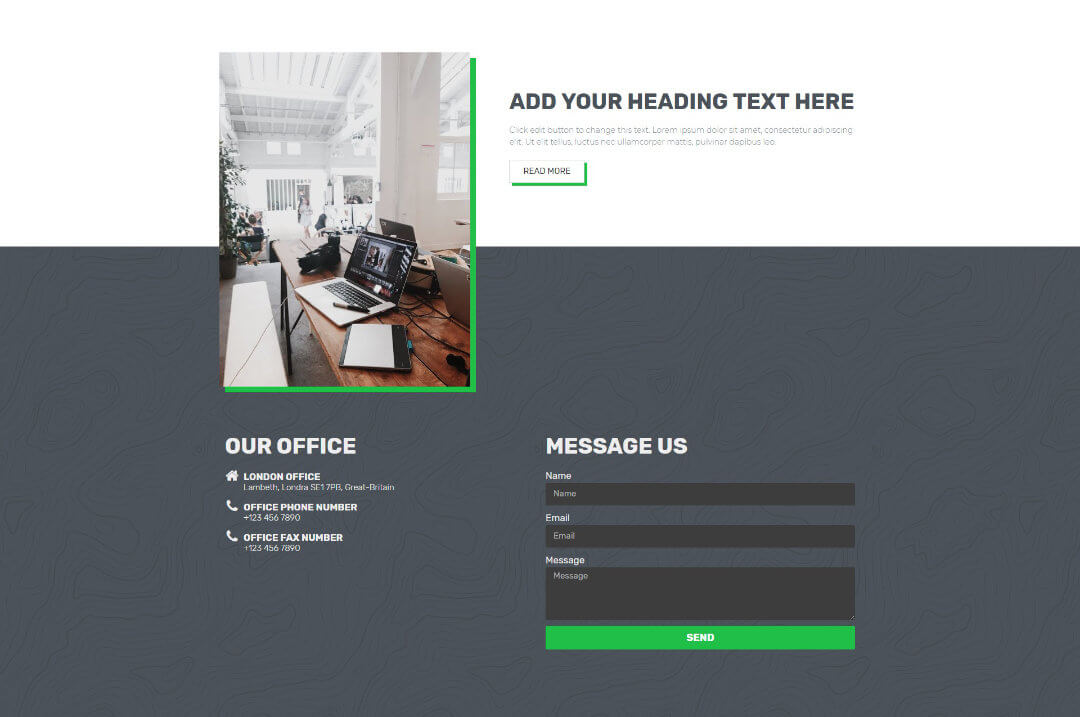 ADD YOUR HEADING TEXT HERE
Click edit button to change this text. Lorem ipsum dolor sit amet, consectetur adipiscing
elit. Ut elit tellus, luctus nec ullamcorper mattis, pulvinar dapibus leo.
READ MORE
OUR OFFICE
LONDON OFFICE
Lambeth, Londra SE1 7PB, Great-Britain
OFFICE PHONE NUMBER
+123 456 7890
OFFICE FAX NUMBER
+123 456 7890
MESSAGE US
Name
Name
Email
Email
Message
Message
SEND